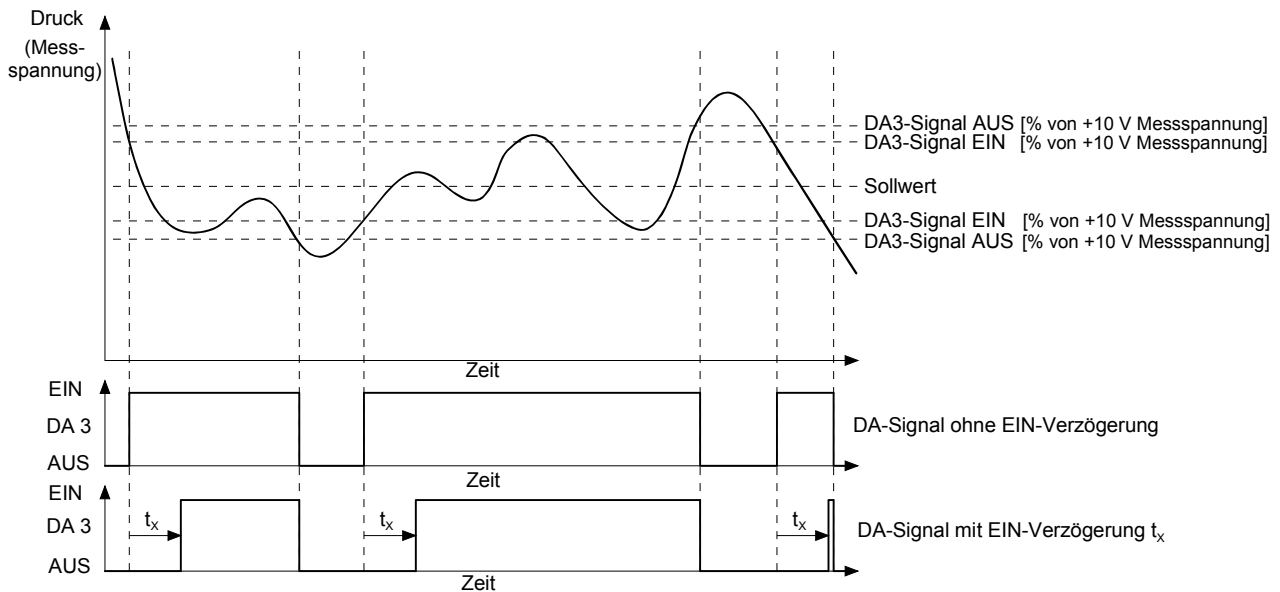 Druck
(Mess-
spannung)
DA3-Signal AUS [% von +10 V Messspannung]
DA3-Signal EIN [% von +10 V Messspannung]
Sollwert
DA3-Signal EIN [% von +10 V Messspannung]
DA3-Signal AUS [% von +10 V Messspannung]
Zeit
EIN
DA 3
AUS
DA-Signal ohne EIN-Verzögerung
Zeit
EIN
DA 3
AUS
tX
tX
tX
DA-Signal mit EIN-Verzögerung tX
Zeit